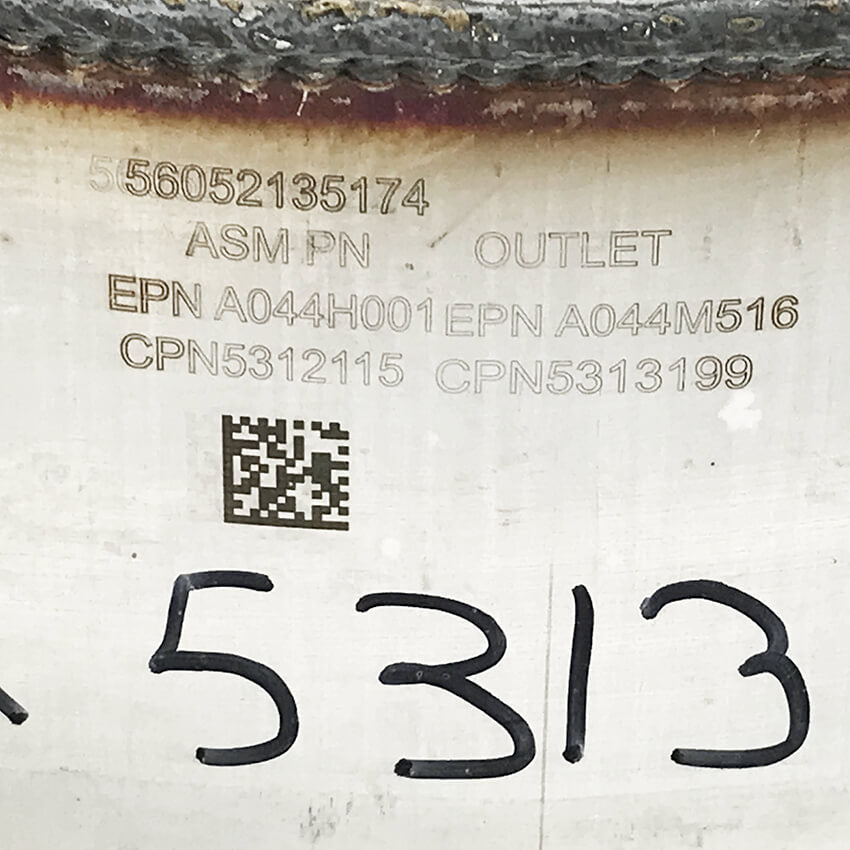 56052135174
ASM PN OUTLET
EPN A044H001 EPN A044M516
CPN5312115 CPN5313199
5313